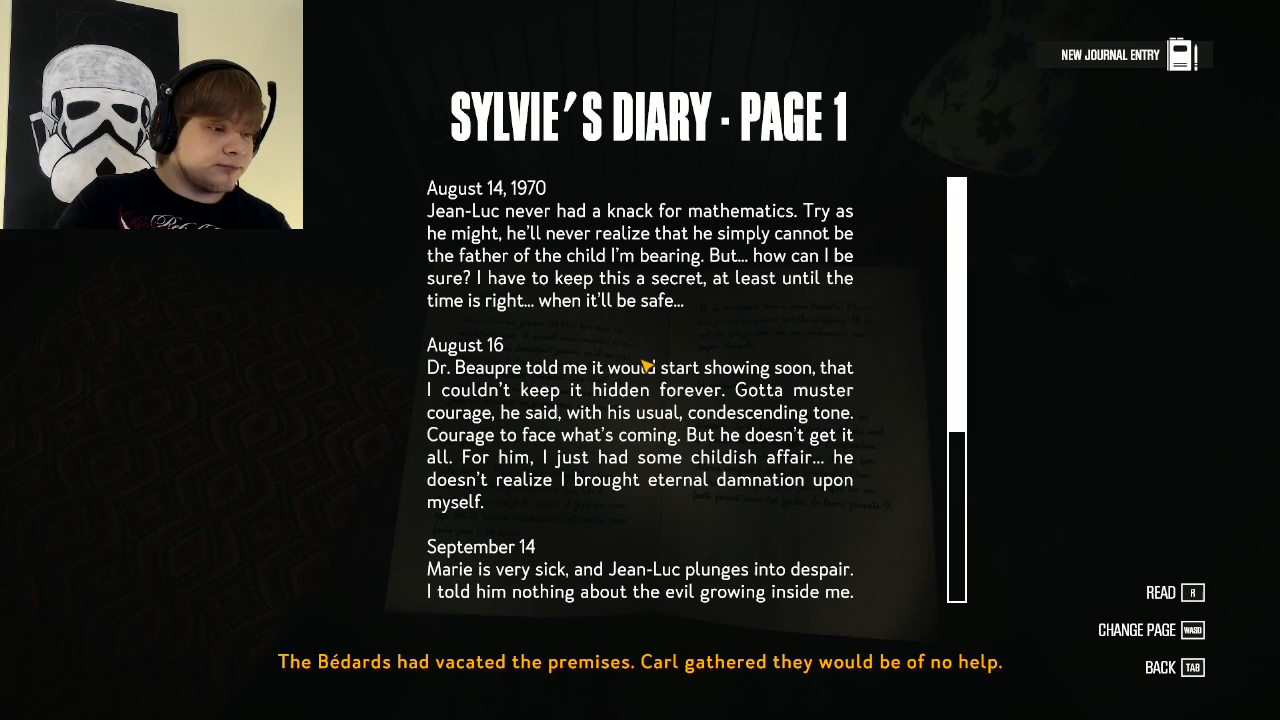 NEW JOURNAL ENTRY
SYLVIE'S DIARY · PAGE 1
August 14, 1970
Jean-Luc never had a knack for mathematics. Try as
he might, he'll never realize that he simply cannot be
the father of the child I'm bearing. But... how can I be
sure? I have to keep this a secret, at least until the
time is right... when it'll be safe...
August 16
Dr. Beaupre told me it would start showing soon, that
I couldn't keep it hidden forever. Gotta muster
courage, he said, with his usual, condescending tone.
Courage to face what's coming. But he doesn't get it
all. For him, I just had some childish affair... he
doesn't realize I brought eternal damnation upon
myself.
September 14
Marie is very sick, and Jean-Luc plunges into despair.
I told him nothing about the evil growing inside me.
READ R
CHANGE PAGE WASD
BACK TAB
The Bédards had vacated the premises. Carl gathered they would be of no help.